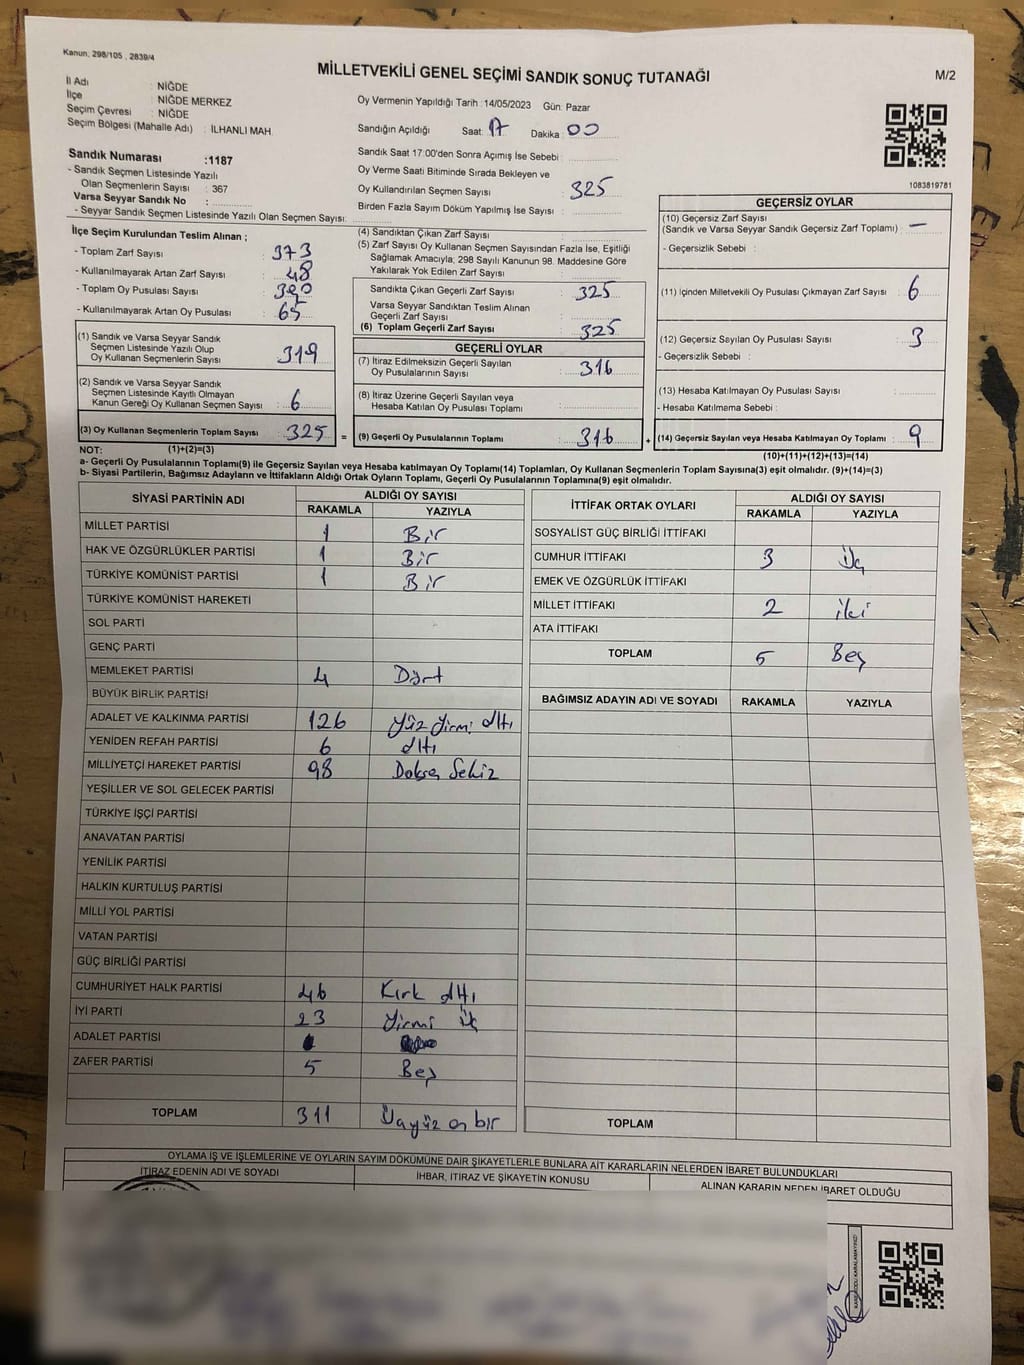 Kanun; 298/105 , 2839/4
MİLLETVEKİLİ GENEL SEÇİMİ SANDIK SONUÇ TUTANAĞI
M/2
İl Adı : NİĞDE
İlçe : NİĞDE MERKEZ
Seçim Çevresi : NİĞDE
Seçim Bölgesi (Mahalle Adı) : İLHANLI MAH.
Oy Vermenin Yapıldığı Tarih :14/05/2023 Gün: Pazar
Sandığın Açıldığı Saat: 17 Dakika: 00
Sandık Numarası :1187
- Sandık Seçmen Listesinde Yazılı
Olan Seçmenlerin Sayısı : 367
Varsa Seyyar Sandık No :
- Seyyar Sandık Seçmen Listesinde Yazılı Olan Seçmen Sayısı:
Sandık Saat 17:00'den Sonra Açımış İse Sebebi :
Oy Verme Saati Bitiminde Sırada Bekleyen ve
Oy Kullandırılan Seçmen Sayısı : 325
Birden Fazla Sayım Döküm Yapılmış İse Sayısı :
1083819781
İlçe Seçim Kurulundan Teslim Alınan ;
- Toplam Zarf Sayısı : 373
- Kullanılmayarak Artan Zarf Sayısı : 48
- Toplam Oy Pusulası Sayısı :
- Kullanılmayarak Artan Oy Pusulası : 65
(1) Sandık ve Varsa Seyyar Sandık
Seçmen Listesinde Yazılı Olup
Oy Kullanan Seçmenlerin Sayısı : 319
(2) Sandık ve Varsa Seyyar Sandık
Seçmen Listesinde Kayıtlı Olmayan
Kanun Gereği Oy Kullanan Seçmen Sayısı : 6
(3) Oy Kullanan Seçmenlerin Toplam Sayısı : 325
(4) Sandıktan Çıkan Zarf Sayısı :
(5) Zarf Sayısı Oy Kullanan Seçmen Sayısından Fazla İse, Eşitliği
Sağlamak Amacıyla; 298 Sayılı Kanunun 98. Maddesine Göre
Yakılarak Yok Edilen Zarf Sayısı :
Sandıkta Çıkan Geçerli Zarf Sayısı : 325
Varsa Seyyar Sandıktan Teslim Alınan
Geçerli Zarf Sayısı :
(6) Toplam Geçerli Zarf Sayısı : 325
GEÇERLİ OYLAR
(7) İtiraz Edilmeksizin Geçerli Sayılan
Oy Pusulalarının Sayısı : 316
(8) İtiraz Üzerine Geçerli Sayılan veya
Hesaba Katılan Oy Pusulası Toplamı :
= (9) Geçerli Oy Pusulalarının Toplamı : 316
GEÇERSİZ OYLAR
(10) Geçersiz Zarf Sayısı
(Sandık ve Varsa Seyyar Sandık Geçersiz Zarf Toplamı) : -
- Geçersizlik Sebebi :
(11) İçinden Milletvekili Oy Pusulası Çıkmayan Zarf Sayısı : 6
(12) Geçersiz Sayılan Oy Pusulası Sayısı : 3
- Geçersizlik Sebebi :
(13) Hesaba Katılmayan Oy Pusulası Sayısı :
- Hesaba Katılmama Sebebi :
+ (14) Geçersiz Sayılan veya Hesaba Katılmayan Oy Toplamı : 9
NOT: (1)+(2)=(3)
(10)+(11)+(12)+(13)=(14)
a- Geçerli Oy Pusulalarının Toplamı(9) ile Geçersiz Sayılan veya Hesaba katılmayan Oy Toplamı(14) Toplamları, Oy Kullanan Seçmenlerin Toplam Sayısına(3) eşit olmalıdır. (9)+(14)=(3)
b- Siyasi Partilerin, Bağımsız Adayların ve İttifakların Aldığı Ortak Oyların Toplamı, Geçerli Oy Pusulalarının Toplamına(9) eşit olmalıdır.
SİYASİ PARTİNİN ADI ALDIĞI OY SAYISI
RAKAMLA YAZIYLA
MİLLET PARTİSİ 1 Bir
HAK VE ÖZGÜRLÜKLER PARTİSİ 1 Bir
TÜRKİYE KOMÜNİST PARTİSİ 1 Bir
TÜRKİYE KOMÜNİST HAREKETİ
SOL PARTİ
GENÇ PARTİ
MEMLEKET PARTİSİ 4 Dört
BÜYÜK BİRLİK PARTİSİ
ADALET VE KALKINMA PARTİSİ 126 Yüz Yirmi altı
YENİDEN REFAH PARTİSİ 6 altı
MİLLİYETÇİ HAREKET PARTİSİ 98 Doksan Sekiz
YEŞİLLER VE SOL GELECEK PARTİSİ
TÜRKİYE İŞÇİ PARTİSİ
ANAVATAN PARTİSİ
YENİLİK PARTİSİ
HALKIN KURTULUŞ PARTİSİ
MİLLİ YOL PARTİSİ
VATAN PARTİSİ
GÜÇ BİRLİĞİ PARTİSİ
CUMHURİYET HALK PARTİSİ 46 Kırk altı
İYİ PARTİ 23 Yirmi üç
ADALET PARTİSİ
ZAFER PARTİSİ 5 Beş
TOPLAM 311 Üçyüz on bir
İTTİFAK ORTAK OYLARI ALDIĞI OY SAYISI
RAKAMLA YAZIYLA
SOSYALİST GÜÇ BİRLİĞİ İTTİFAKI
CUMHUR İTTİFAKI 3 Üç
EMEK VE ÖZGÜRLÜK İTTİFAKI
MİLLET İTTİFAKI 2 iki
ATA İTTİFAKI
TOPLAM 5 Beş
BAĞIMSIZ ADAYIN ADI VE SOYADI RAKAMLA YAZIYLA
TOPLAM
OYLAMA İŞ VE İŞLEMLERİNE VE OYLARIN SAYIM DÖKÜMÜNE DAİR ŞİKAYETLERLE BUNLARA AİT KARARLARIN NELERDEN İBARET BULUNDUKLARI
İTİRAZ EDENİN ADI VE SOYADI İHBAR, İTİRAZ VE ŞİKAYETİN KONUSU ALINAN KARARIN NEDEN İBARET OLDUĞU